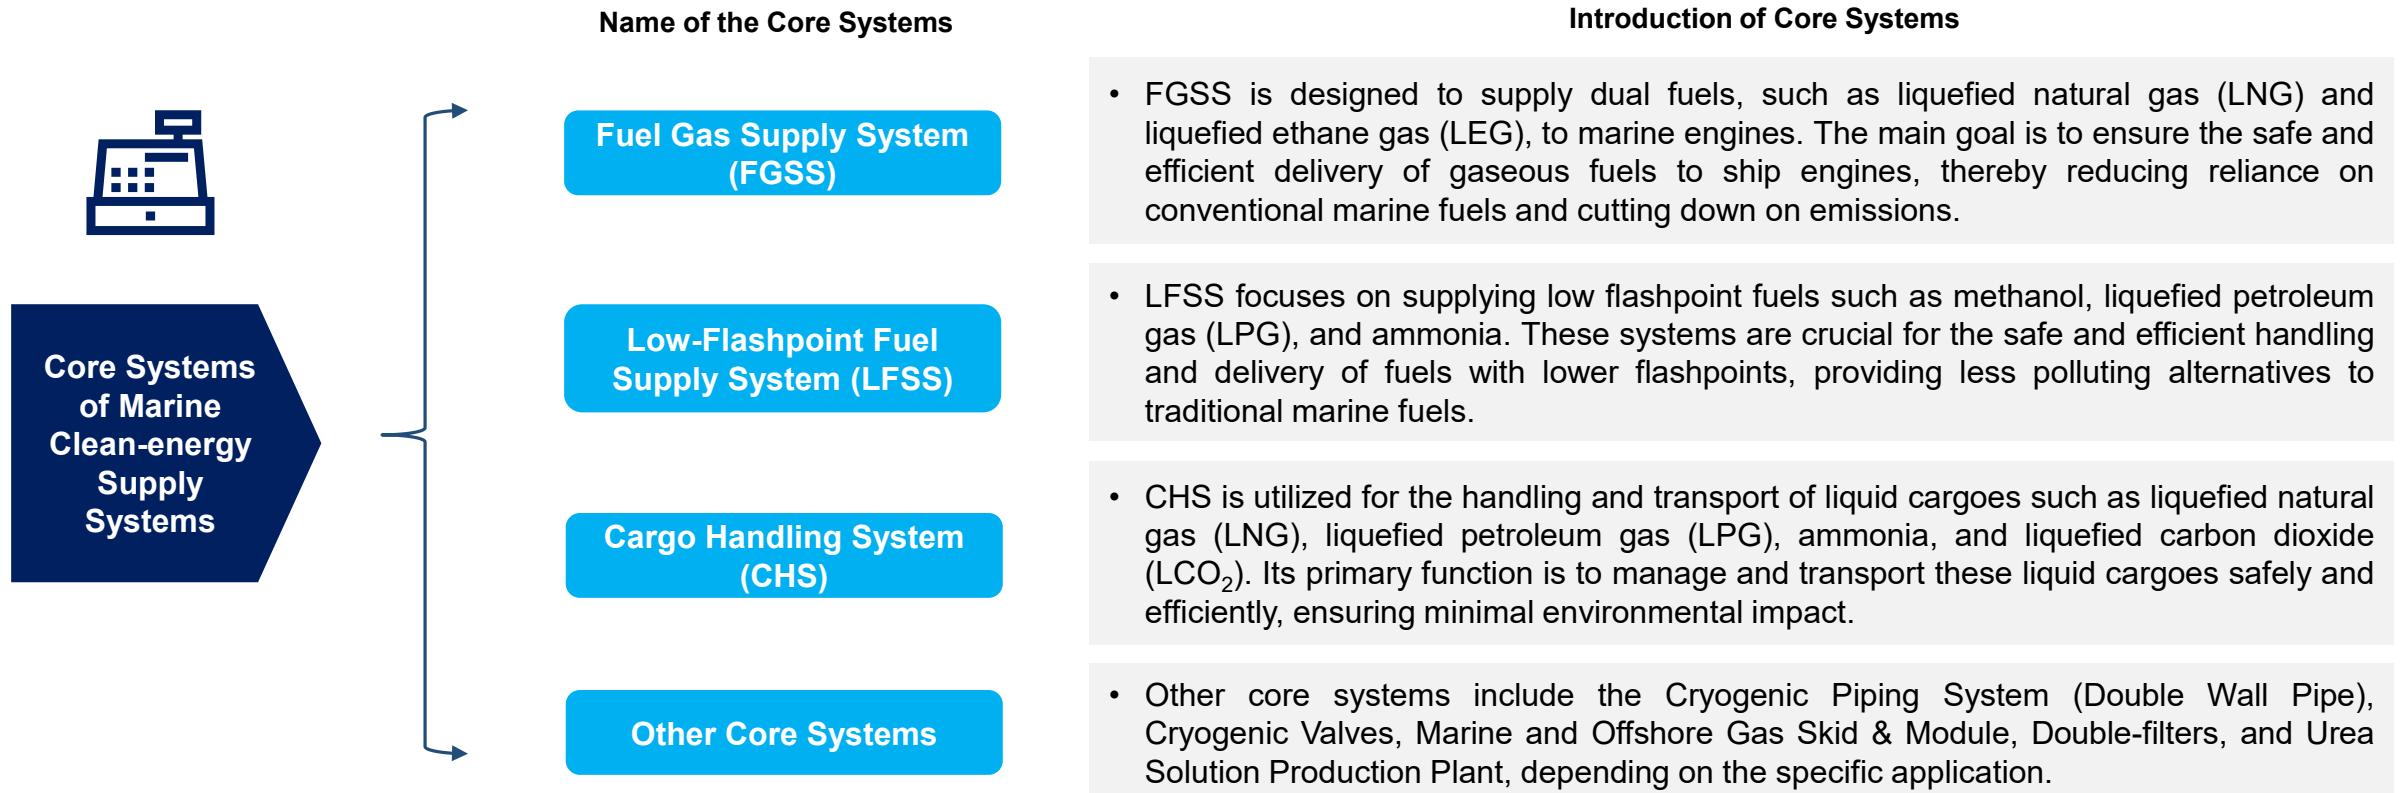 Name of the Core Systems
Introduction of Core Systems
Core Systems
of Marine
Clean-energy
Supply
Systems
Fuel Gas Supply System
(FGSS)
• FGSS is designed to supply dual fuels, such as liquefied natural gas (LNG) and
liquefied ethane gas (LEG), to marine engines. The main goal is to ensure the safe and
efficient delivery of gaseous fuels to ship engines, thereby reducing reliance on
conventional marine fuels and cutting down on emissions.
Low-Flashpoint Fuel
Supply System (LFSS)
• LFSS focuses on supplying low flashpoint fuels such as methanol, liquefied petroleum
gas (LPG), and ammonia. These systems are crucial for the safe and efficient handling
and delivery of fuels with lower flashpoints, providing less polluting alternatives to
traditional marine fuels.
Cargo Handling System
(CHS)
• CHS is utilized for the handling and transport of liquid cargoes such as liquefied natural
gas (LNG), liquefied petroleum gas (LPG), ammonia, and liquefied carbon dioxide
(LCO₂). Its primary function is to manage and transport these liquid cargoes safely and
efficiently, ensuring minimal environmental impact.
Other Core Systems
• Other core systems include the Cryogenic Piping System (Double Wall Pipe),
Cryogenic Valves, Marine and Offshore Gas Skid & Module, Double-filters, and Urea
Solution Production Plant, depending on the specific application.